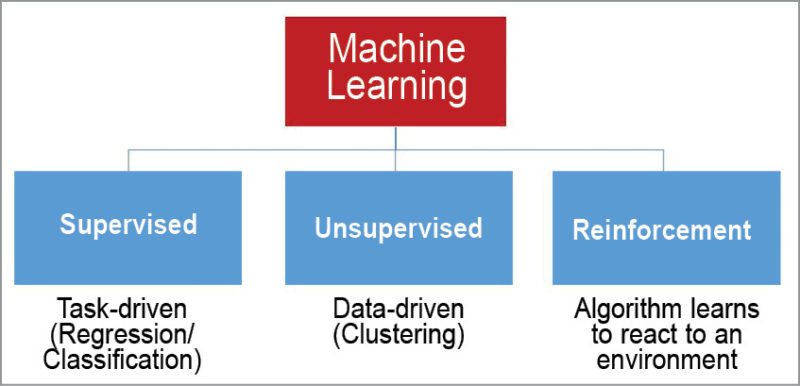 Machine
Learning
Supervised
Unsupervised
Reinforcement
Task-driven
(Regression/
Classification)
Data-driven
(Clustering)
Algorithm learns
to react to an
environment